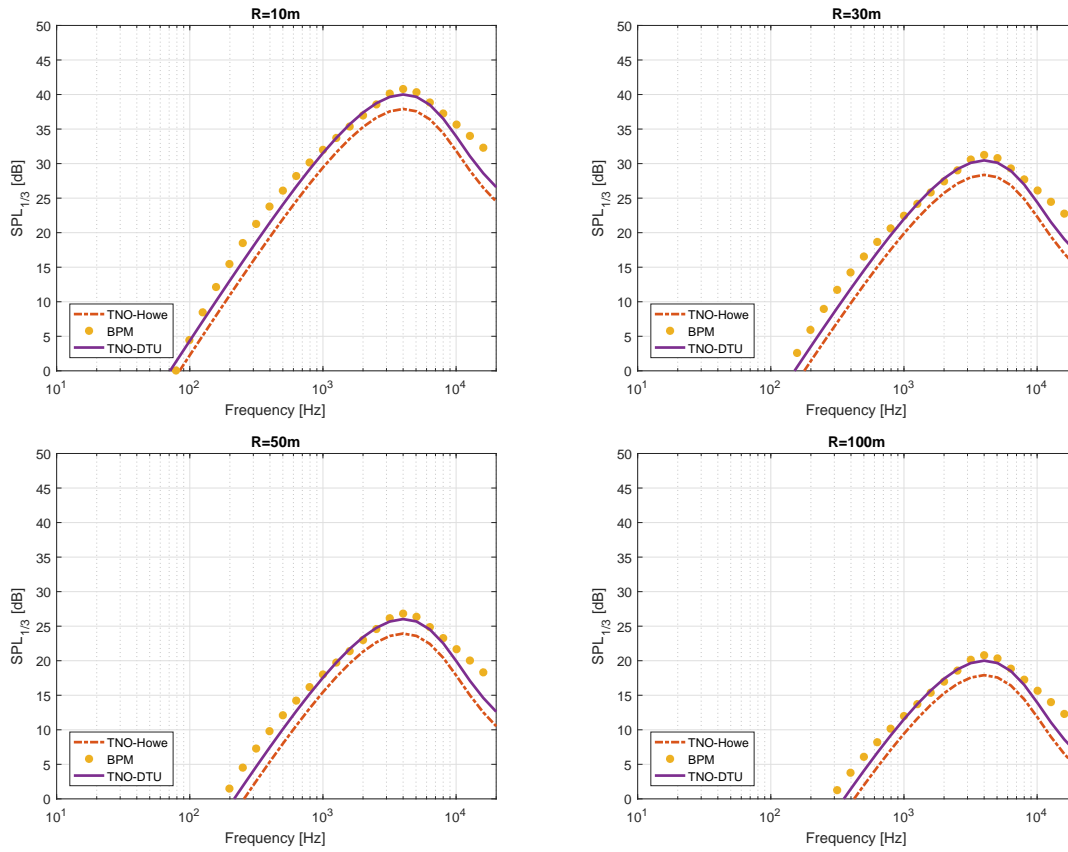 R=10m
50
45
40
35
30
25
20
15
10
5
0
SPL1/3 [dB]
TNO-Howe
BPM
TNO-DTU
10^1 10^2 10^3 10^4
Frequency [Hz]
R=30m
50
45
40
35
30
25
20
15
10
5
0
SPL1/3 [dB]
TNO-Howe
BPM
TNO-DTU
10^1 10^2 10^3 10^4
Frequency [Hz]
R=50m
50
45
40
35
30
25
20
15
10
5
0
SPL1/3 [dB]
TNO-Howe
BPM
TNO-DTU
10^1 10^2 10^3 10^4
Frequency [Hz]
R=100m
50
45
40
35
30
25
20
15
10
5
0
SPL1/3 [dB]
TNO-Howe
BPM
TNO-DTU
10^1 10^2 10^3 10^4
Frequency [Hz]